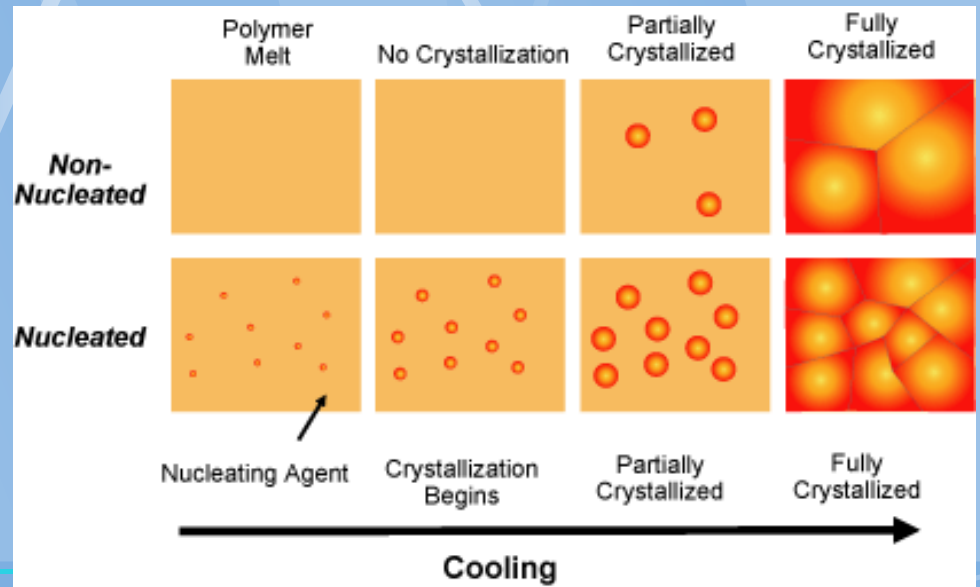 Polymer
Melt
No Crystallization
Partially
Crystallized
Fully
Crystallized
Non-
Nucleated
Nucleated
Nucleating Agent
Crystallization
Begins
Partially
Crystallized
Fully
Crystallized
Cooling